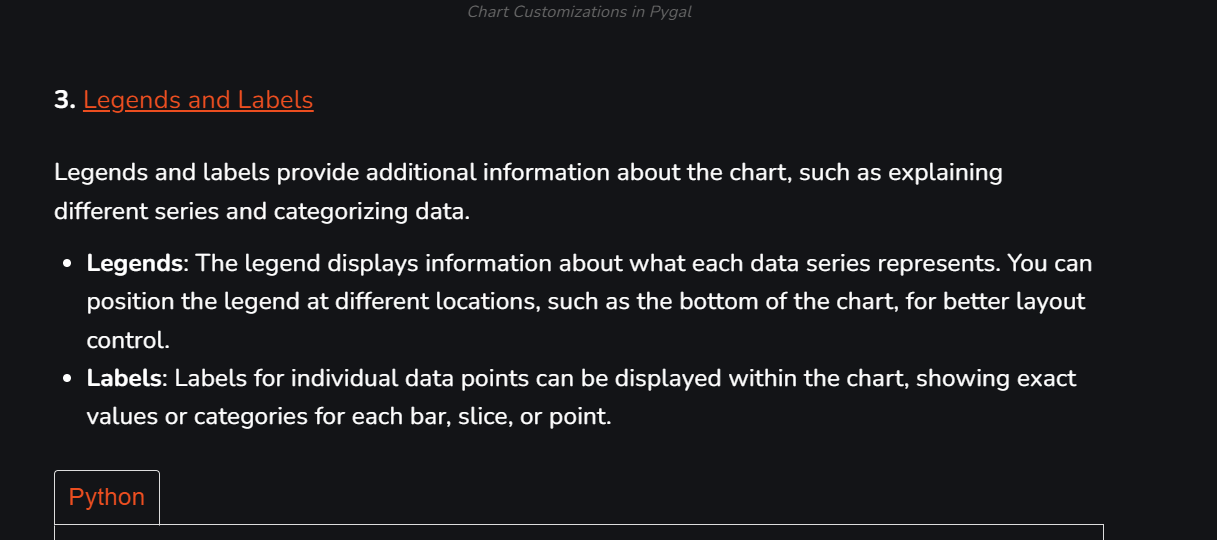 Chart Customizations in Pygal
3. Legends and Labels
Legends and labels provide additional information about the chart, such as explaining
different series and categorizing data.
• Legends: The legend displays information about what each data series represents. You can
position the legend at different locations, such as the bottom of the chart, for better layout
control.
• Labels: Labels for individual data points can be displayed within the chart, showing exact
values or categories for each bar, slice, or point.
Python